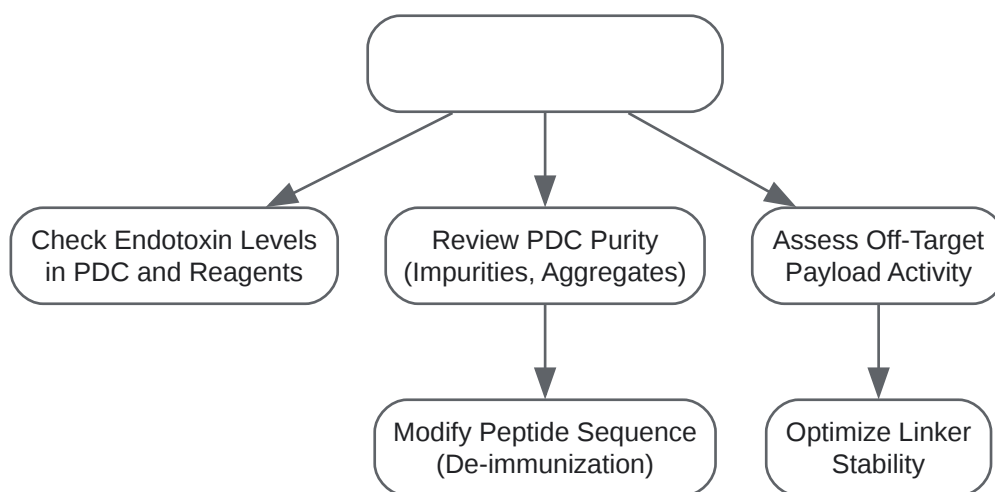 Check Endotoxin Levels
in PDC and Reagents
Review PDC Purity
(Impurities, Aggregates)
Assess Off-Target
Payload Activity
Modify Peptide Sequence
(De-immunization)
Optimize Linker
Stability